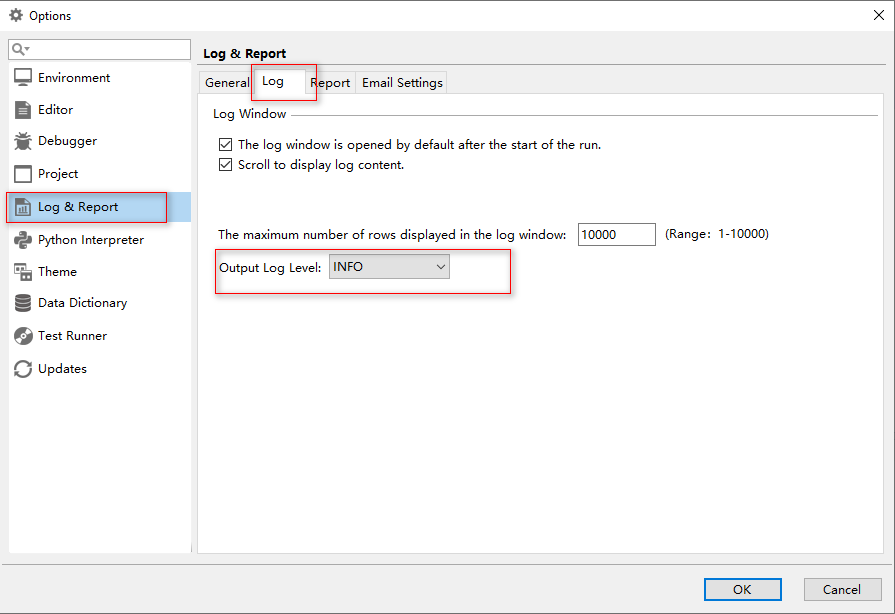 Options
Log & Report
General Log Report Email Settings
Environment
Editor
Debugger
Project
Log & Report
Python Interpreter
Theme
Data Dictionary
Test Runner
Updates
Log Window
The log window is opened by default after the start of the run.
Scroll to display log content.
The maximum number of rows displayed in the log window: 10000 (Range：1-10000)
Output Log Level: INFO
OK Cancel